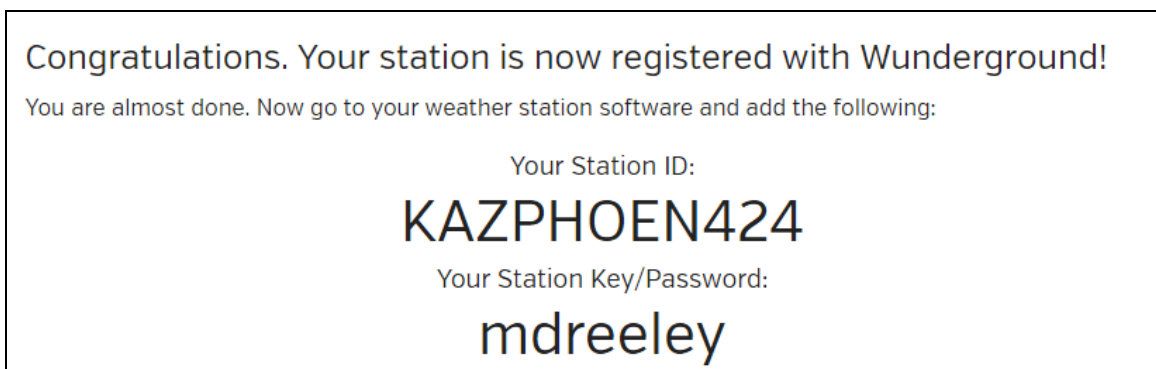 Congratulations. Your station is now registered with Wunderground!
You are almost done. Now go to your weather station software and add the following:
Your Station ID:
KAZPHOEN424
Your Station Key/Password:
mdreeley